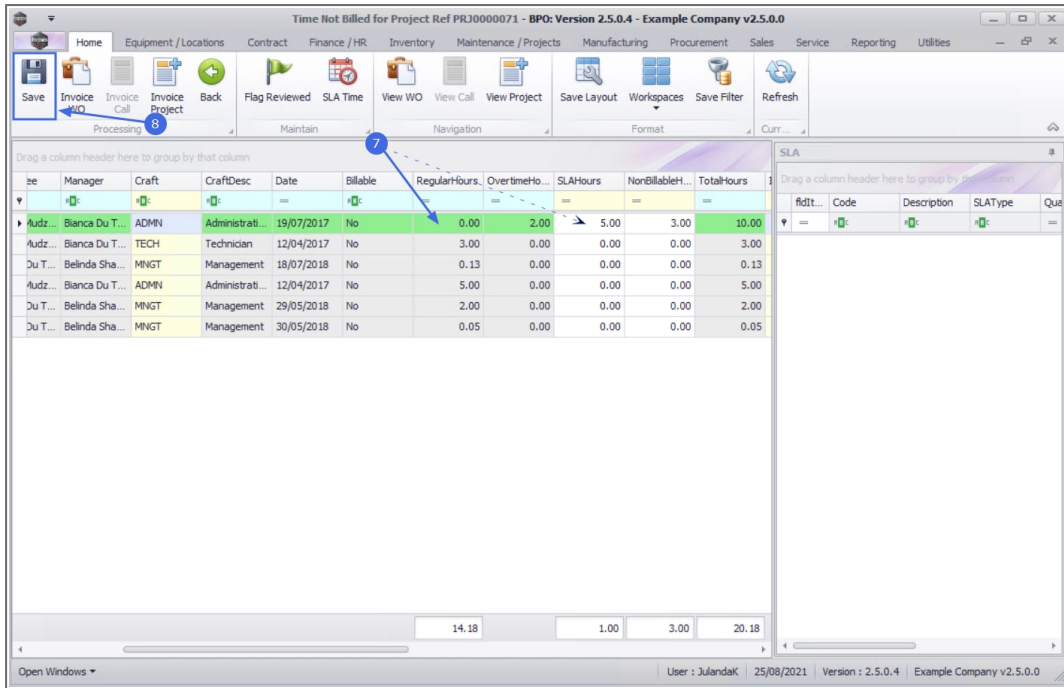 Time Not Billed for Project Ref PRJ0000071 - BPO: Version 2.5.0.4 - Example Company v2.5.0.0
Home Equipment / Locations Contract Finance / HR Inventory Maintenance / Projects Manufacturing Procurement Sales Service Reporting Utilities
Save Invoice WO Invoice Call Invoice Project Back Flag Reviewed SLA Time View WO View Call View Project Save Layout Workspaces Save Filter Refresh
8
Processing Maintain Navigation Format Curr...
7
Drag a column header here to group by that column
ee Manager Craft CraftDesc Date Billable RegularHours. OvertimeHo... SLAHours NonBillableH... TotalHours
Mudz... Bianca Du T... ADMN Administrati... 19/07/2017 No 0.00 2.00 5.00 3.00 10.00
Mudz... Bianca Du T... TECH Technician 12/04/2017 No 3.00 0.00 0.00 0.00 3.00
Du T... Belinda Sha... MNGT Management 18/07/2018 No 0.13 0.00 0.00 0.00 0.13
Mudz... Bianca Du T... ADMN Administrati... 12/04/2017 No 5.00 0.00 0.00 0.00 5.00
Du T... Belinda Sha... MNGT Management 29/05/2018 No 2.00 0.00 0.00 0.00 2.00
Du T... Belinda Sha... MNGT Management 30/05/2018 No 0.05 0.00 0.00 0.00 0.05
14.18 1.00 3.00 20.18
SLA
Drag a column header here to group by that column
fldIt... Code Description SLAType Qua
Open Windows User : JulandaK 25/08/2021 Version : 2.5.0.4 Example Company v2.5.0.0